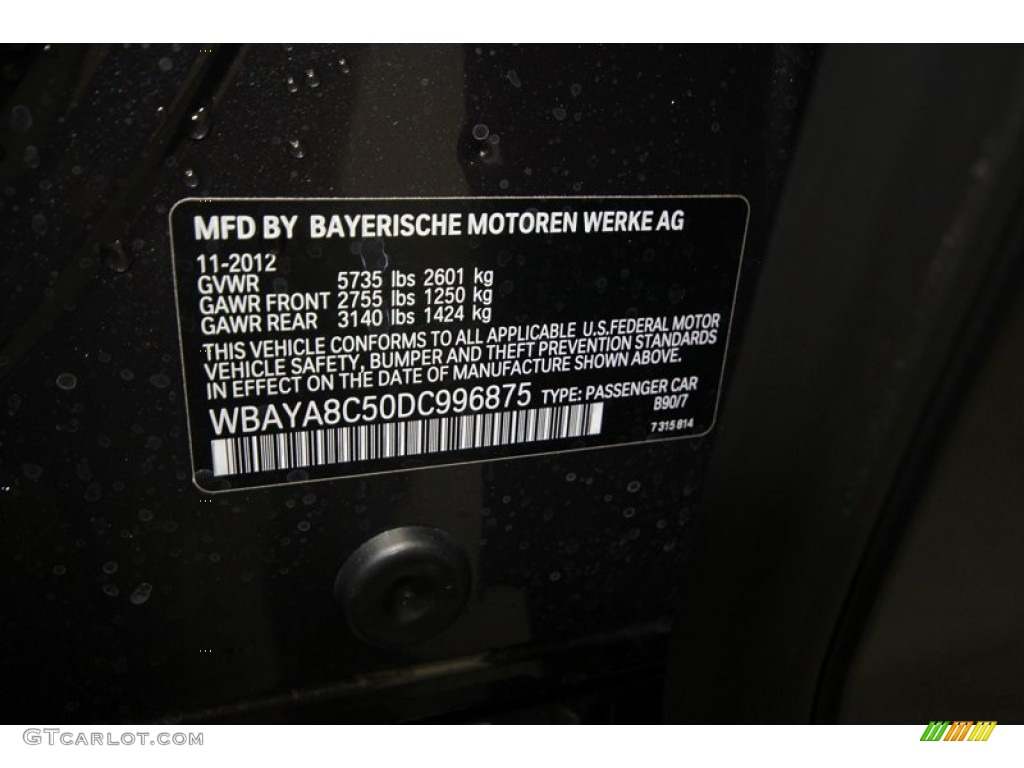 MFD BY BAYERISCHE MOTOREN WERKE AG
11-2012
GVWR 5735 lbs 2601 kg
GAWR FRONT 2755 lbs 1250 kg
GAWR REAR 3140 lbs 1424 kg
THIS VEHICLE CONFORMS TO ALL APPLICABLE U.S.FEDERAL MOTOR
VEHICLE SAFETY, BUMPER AND THEFT PREVENTION STANDARDS
IN EFFECT ON THE DATE OF MANUFACTURE SHOWN ABOVE.
WBAYA8C50DC996875 TYPE: PASSENGER CAR
B90/7
7 315 814
GTcarlot.com